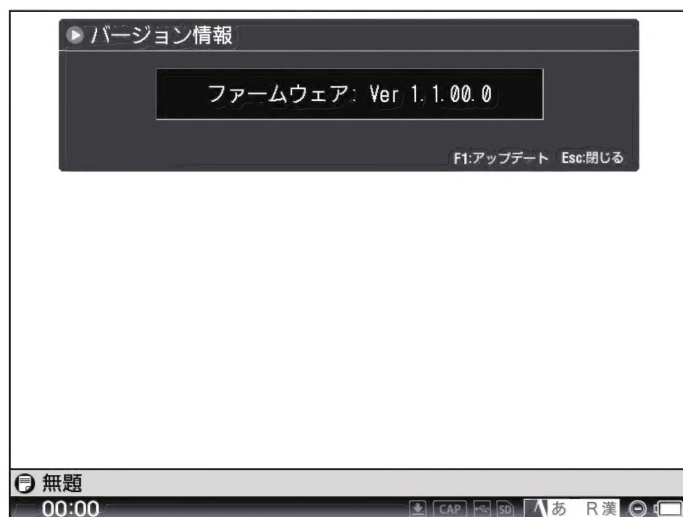 バージョン情報
ファームウェア: Ver 1.1.00.0
F1:アップデート Esc:閉じる
無題
00:00 CAP SD あ R漢